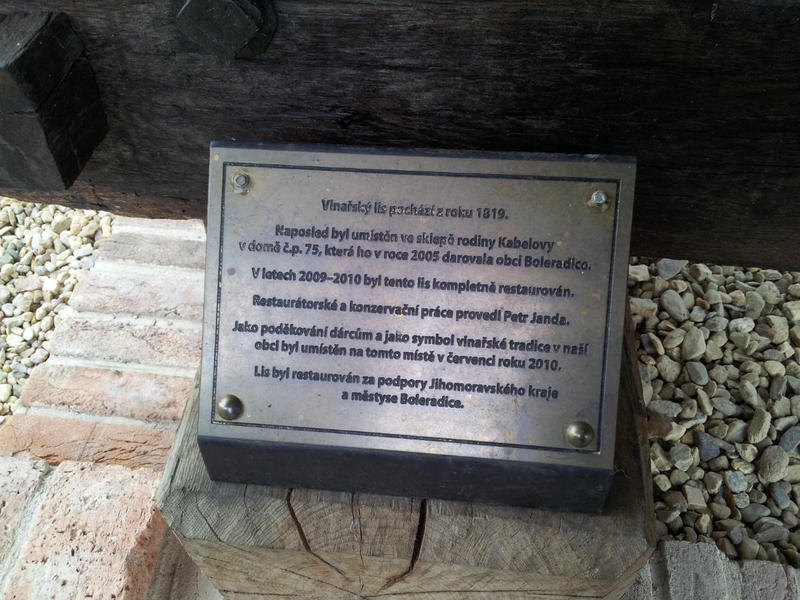 Vinařský lis pochází z roku 1819.
Naposled byl umístěn ve sklepě rodiny Kabelovy
v domě č.p. 75, která ho v roce 2005 darovala obci Boleradice.
V letech 2009–2010 byl tento lis kompletně restaurován.
Restaurátorské a konzervační práce provedl Petr Janda.
Jako poděkování dárcům a jako symbol vinařské tradice v naší
obci byl umístěn na tomto místě v červenci roku 2010.
Lis byl restaurován za podpory Jihomoravského kraje
a městyse Boleradice.